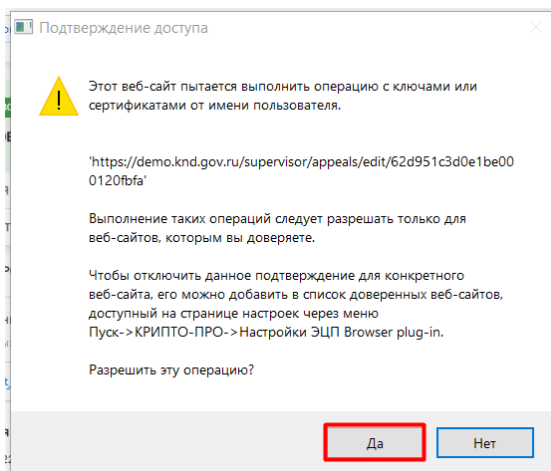 Подтверждение доступа
Этот веб-сайт пытается выполнить операцию с ключами или
сертификатами от имени пользователя.
'https://demo.knd.gov.ru/supervisor/appeals/edit/62d951c3d0e1be00
0120fbfa'
Выполнение таких операций следует разрешать только для
веб-сайтов, которым вы доверяете.
Чтобы отключить данное подтверждение для конкретного
веб-сайта, его можно добавить в список доверенных веб-сайтов,
доступный на странице настроек через меню
Пуск->КРИПТО-ПРО->Настройки ЭЦП Browser plug-in.
Разрешить эту операцию?
Да Нет